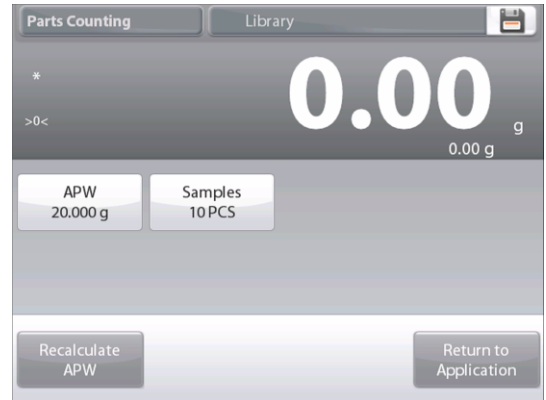 Parts Counting
Library
*
>0<
0.00 g
0.00 g
APW
20.000 g
Samples
10 PCS
Recalculate
APW
Return to
Application